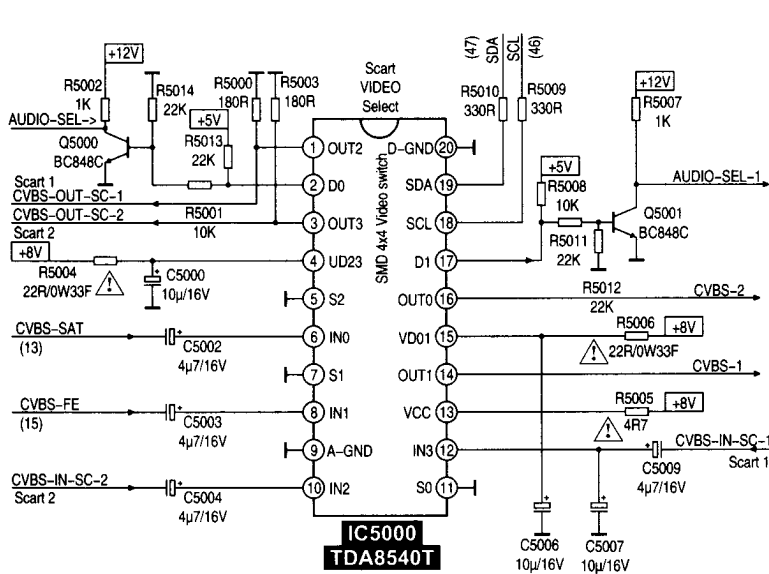 +12V
R5002
1K
R5014
22K
R5000
180R
R5003
180R
Scart
VIDEO
Select
(47)
SDA
SCL
(46)
R5010
330R
R5009
330R
+12V
R5007
1K
AUDIO-SEL->
Q5000
BC848C
+5V
R5013
22K
Scart 1
CVBS-OUT-SC-1
CVBS-OUT-SC-2
Scart 2
R5001
10K
+8V
R5004
22R/0W33F
C5000
10µ/16V
CVBS-SAT
(13)
C5002
4µ7/16V
CVBS-FE
(15)
C5003
4µ7/16V
CVBS-IN-SC-2
Scart 2
C5004
4µ7/16V
1 OUT2
2 D0
3 OUT3
4 UD23
5 S2
6 IN0
7 S1
8 IN1
9 A-GND
10 IN2
SMD 4x4 Video switch
D-GND 20
SDA 19
SCL 18
D1 17
OUT0 16
VD01 15
OUT1 14
VCC 13
IN3 12
S0 11
IC5000
TDA8540T
+5V
R5008
10K
R5011
22K
AUDIO-SEL-1
Q5001
BC848C
R5012
22K
CVBS-2
R5006
22R/0W33F
+8V
CVBS-1
R5005
4R7
+8V
CVBS-IN-SC-1
Scart 1
C5009
4µ7/16V
C5006
10µ/16V
C5007
10µ/16V